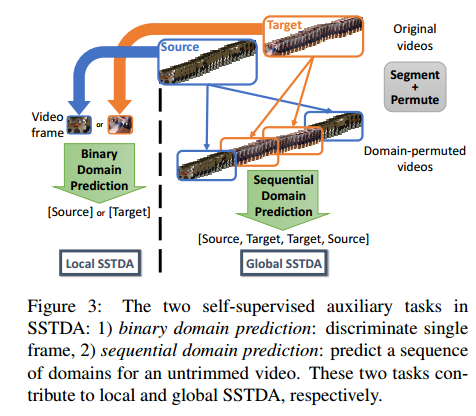 Source
Target
Original
videos
Segment
+
Permute
Video
frame
or
Domain-permuted
videos
Binary
Domain
Prediction
Sequential
Domain
Prediction
[Source] or [Target]
[Source, Target, Target, Source]
Local SSTDA
Global SSTDA
Figure 3: The two self-supervised auxiliary tasks in
SSTDA: 1) binary domain prediction: discriminate single
frame, 2) sequential domain prediction: predict a sequence
of domains for an untrimmed video. These two tasks con-
tribute to local and global SSTDA, respectively.